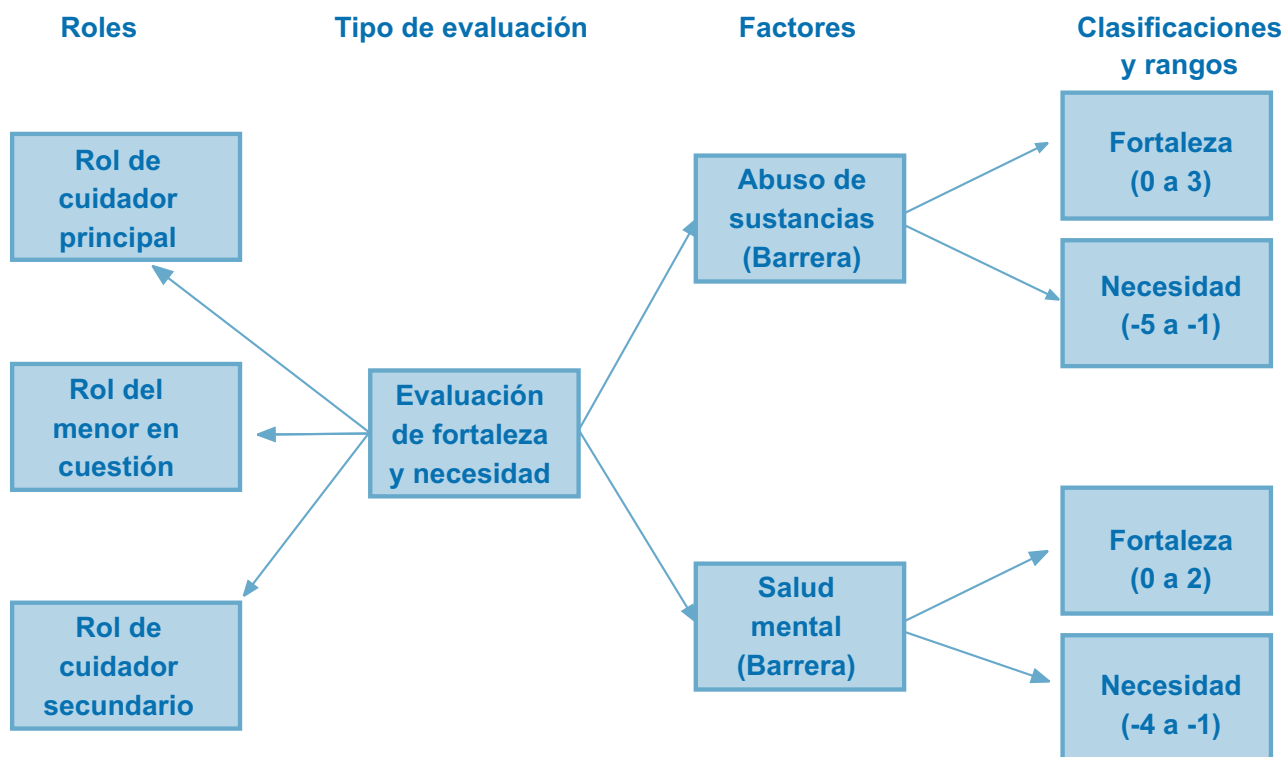 Roles
Tipo de evaluación
Factores
Clasificaciones
y rangos
Rol de
cuidador
principal
Rol del
menor en
cuestión
Rol de
cuidador
secundario
Evaluación
de fortaleza
y necesidad
Abuso de
sustancias
(Barrera)
Salud
mental
(Barrera)
Fortaleza
(0 a 3)
Necesidad
(-5 a -1)
Fortaleza
(0 a 2)
Necesidad
(-4 a -1)